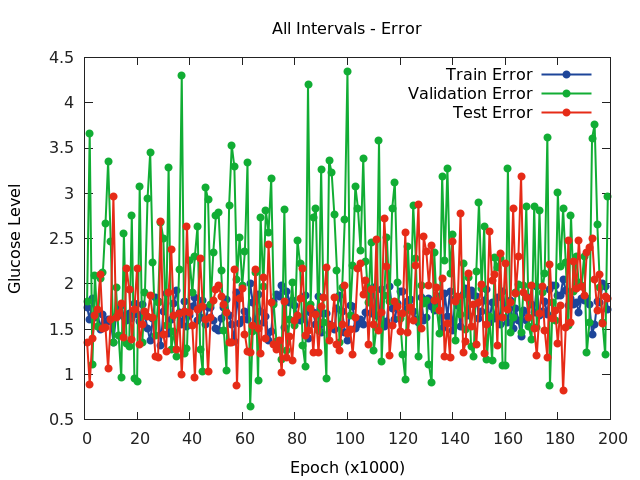 All Intervals - Error
Train Error
Validation Error
Test Error
Glucose Level
4.5
4
3.5
3
2.5
2
1.5
1
0.5
0 20 40 60 80 100 120 140 160 180 200
Epoch (x1000)